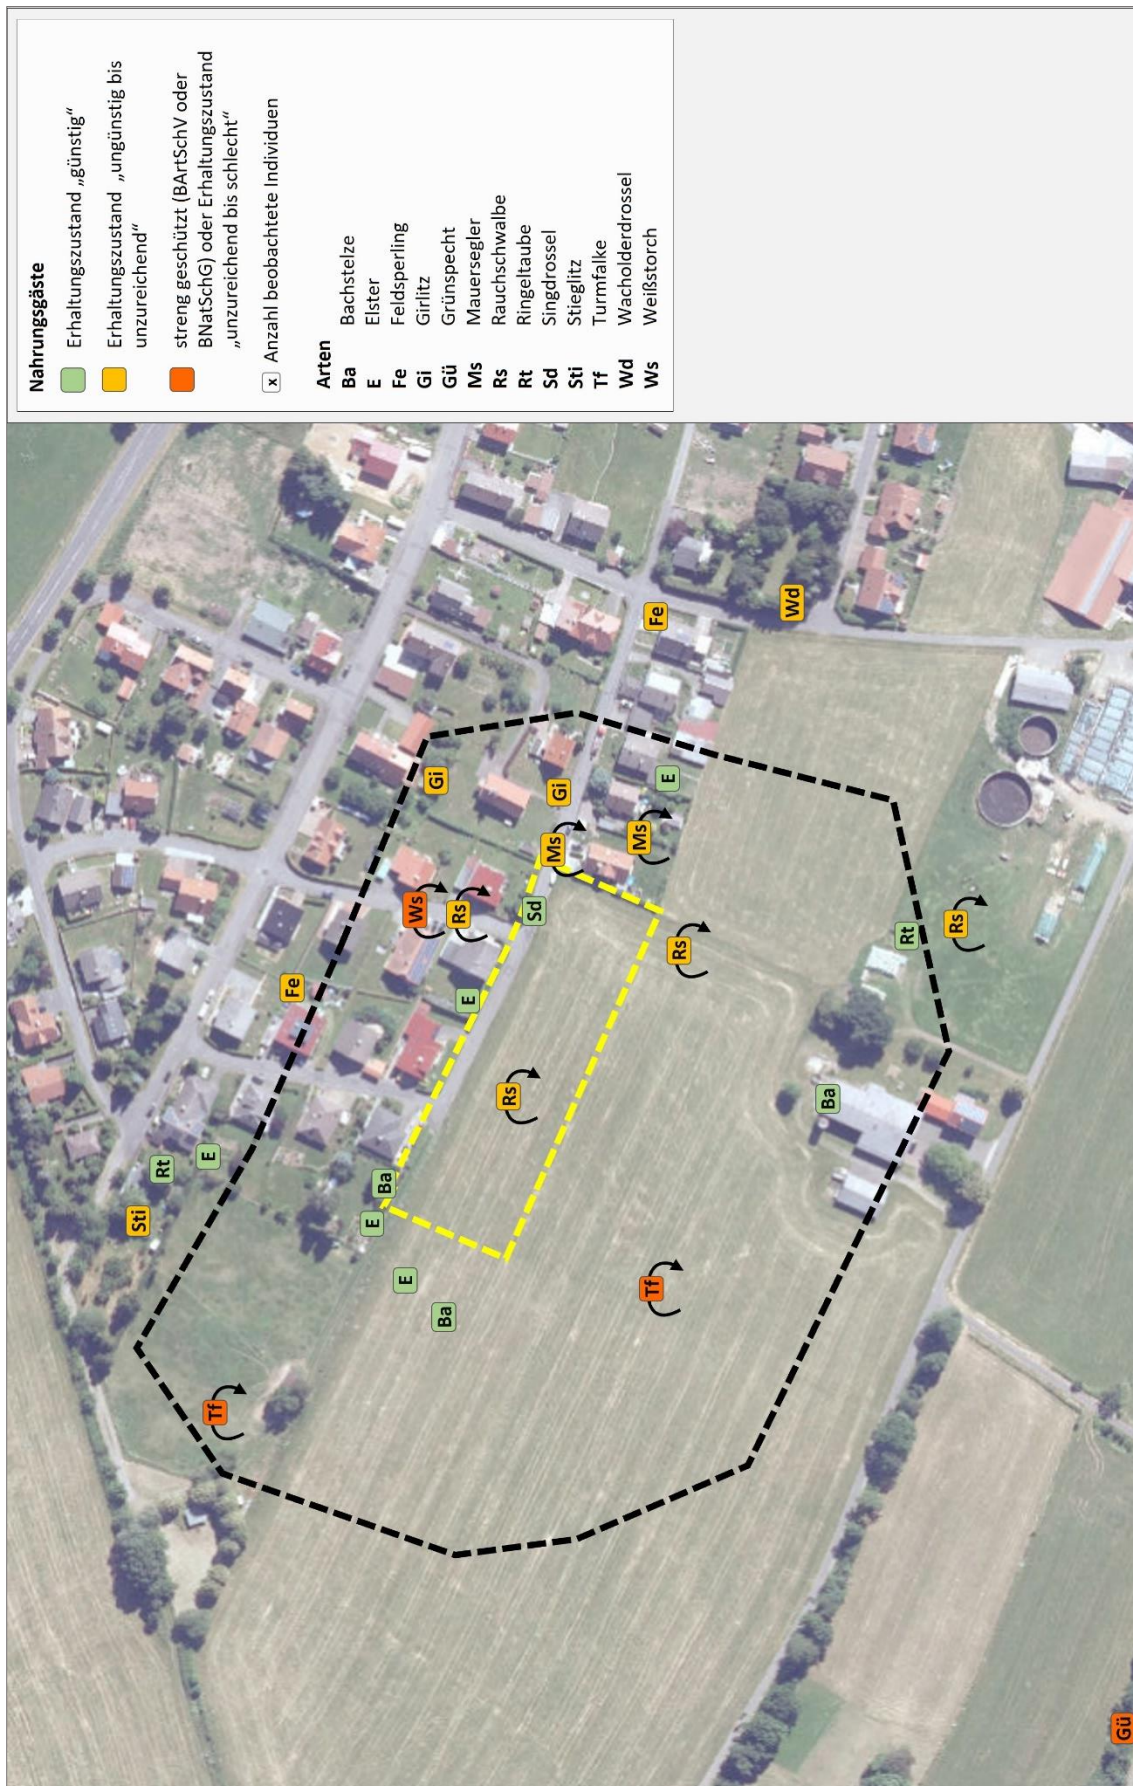 Nahrungsgäste
Erhaltungszustand „günstig“
Erhaltungszustand „ungünstig bis
unzureichend“
streng geschützt (BArtSchV oder
BNatSchG) oder Erhaltungszustand
„unzureichend bis schlecht“
x Anzahl beobachtete Individuen
Arten
Ba Bachstelze
E Elster
Fe Feldsperling
Gi Girlitz
Gü Grünspecht
Ms Mauersegler
Rs Rauchschwalbe
Rt Ringeltaube
Sd Singdrossel
Sti Stieglitz
Tf Turmfalke
Wd Wacholderdrossel
Ws Weißstorch
Sti
Rt
E
Tf
Fe
E
Ba
E
Ba
Ws
Gi
Rs
E
Rs
Sd
Ms
Gi
Tf
Ms
E
Fe
Rs
Wd
Ba
Rt
Rs
Gü